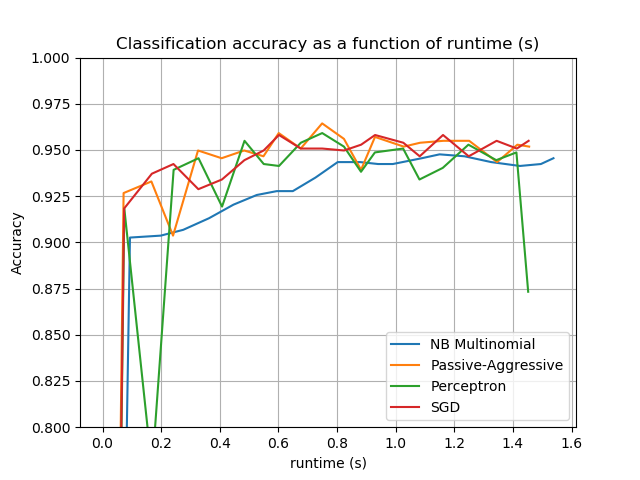 Classification accuracy as a function of runtime (s)
1.000
0.975
0.950
0.925
0.900
0.875
0.850
0.825
0.800
Accuracy
NB Multinomial
Passive-Aggressive
Perceptron
SGD
0.0 0.2 0.4 0.6 0.8 1.0 1.2 1.4 1.6
runtime (s)